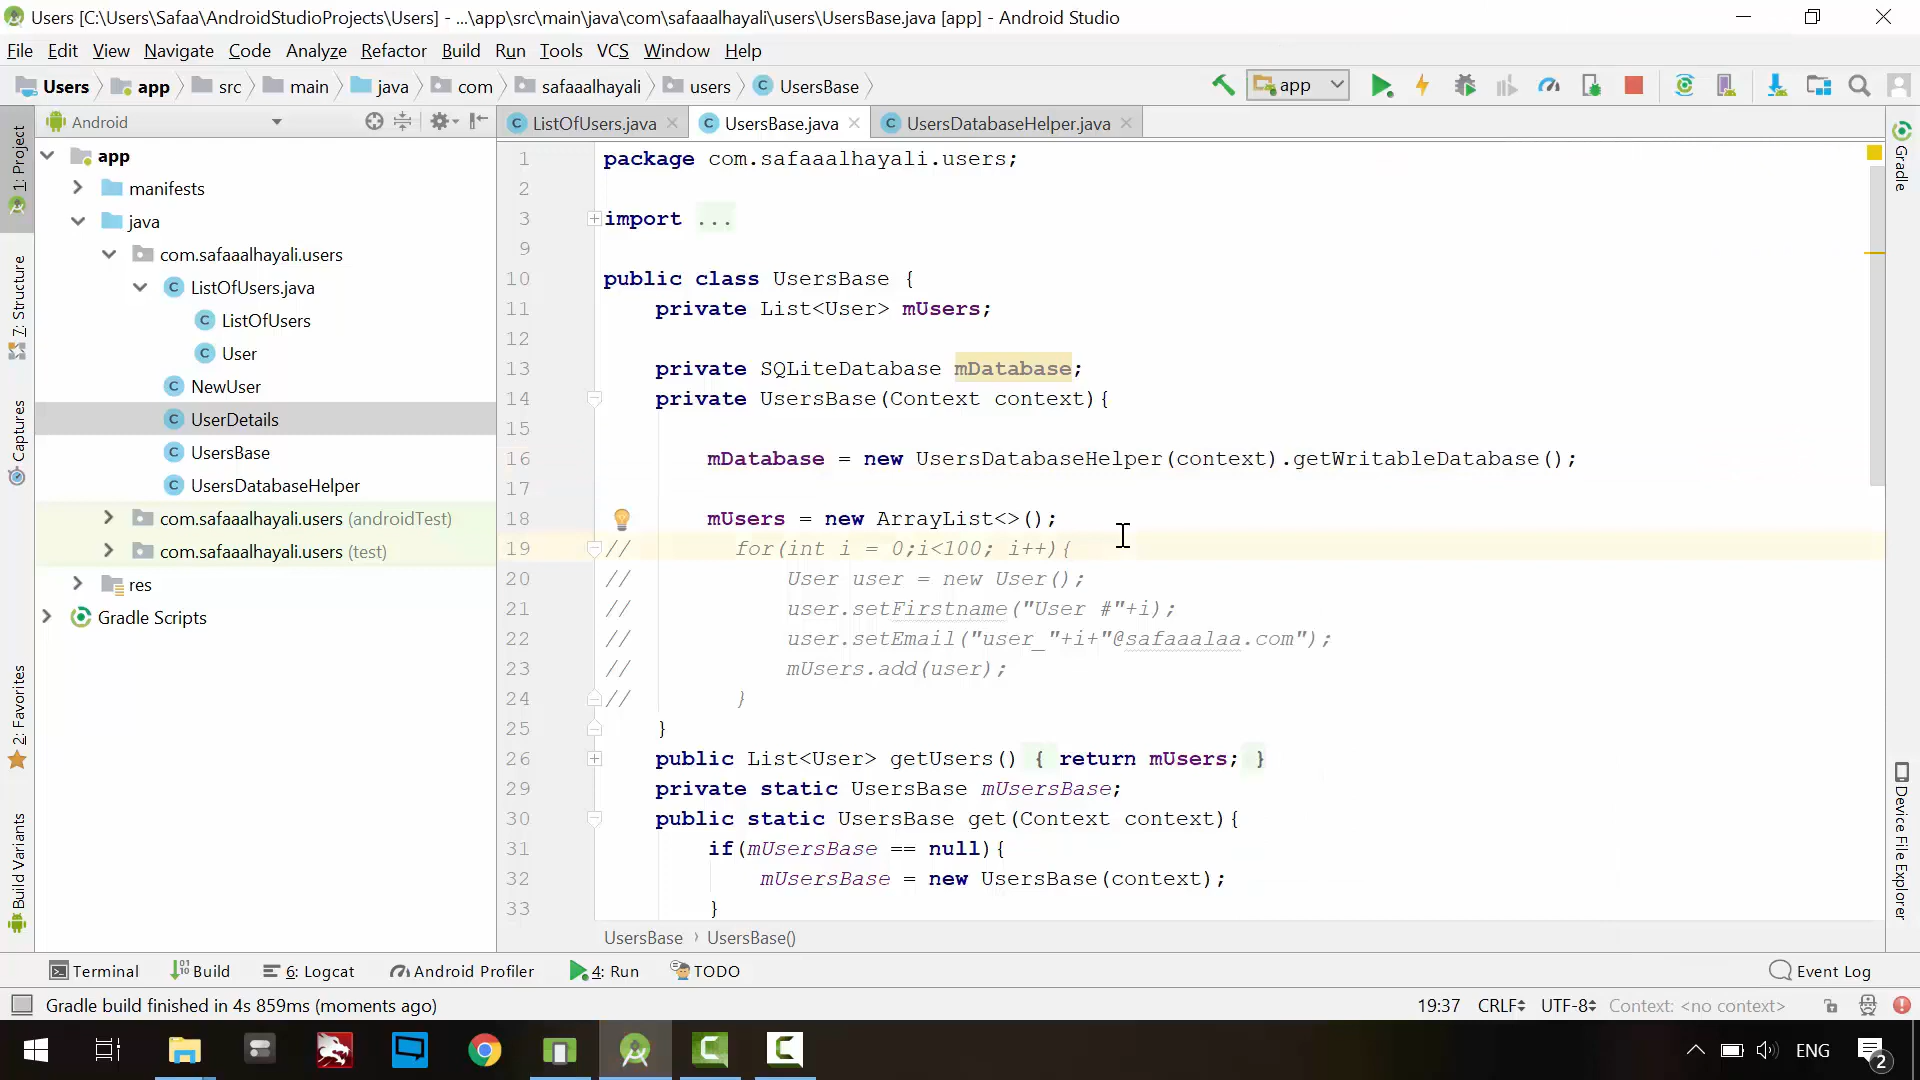 Users [C:\Users\Safaa\AndroidStudioProjects\Users] - ...\app\src\main\java\com\safaaalhayali\users\UsersBase.java [app] - Android Studio
File Edit View Navigate Code Analyze Refactor Build Run Tools VCS Window Help
Users app src main java com safaaalhayali users UsersBase
app
Android
ListOfUsers.java UsersBase.java UsersDatabaseHelper.java
1: Project
7: Structure
Captures
2: Favorites
Build Variants
app
manifests
java
com.safaaalhayali.users
ListOfUsers.java
ListOfUsers
User
NewUser
UserDetails
UsersBase
UsersDatabaseHelper
com.safaaalhayali.users (androidTest)
com.safaaalhayali.users (test)
res
Gradle Scripts
1 package com.safaaalhayali.users;
2
3 import ...
9
10 public class UsersBase {
11 private List<User> mUsers;
12
13 private SQLiteDatabase mDatabase;
14 private UsersBase(Context context){
15
16 mDatabase = new UsersDatabaseHelper(context).getWritableDatabase();
17
18 mUsers = new ArrayList<>();
19 // for(int i = 0;i<100; i++){
20 // User user = new User();
21 // user.setFirstname("User #"+i);
22 // user.setEmail("user_"+i+"@safaaalaa.com");
23 // mUsers.add(user);
24 // }
25 }
26 public List<User> getUsers() { return mUsers; }
29 private static UsersBase mUsersBase;
30 public static UsersBase get(Context context){
31 if(mUsersBase == null){
32 mUsersBase = new UsersBase(context);
33 }
UsersBase › UsersBase()
Gradle
Device File Explorer
Terminal Build 6: Logcat Android Profiler 4: Run TODO Event Log
Gradle build finished in 4s 859ms (moments ago) 19:37 CRLF UTF-8 Context: <no context>
ENG 2